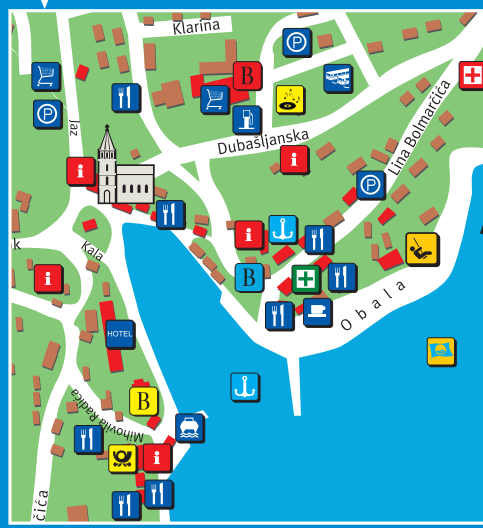 Klarina
P
B
P
Jaz
Dubašljanska
Lina Bolmarčića
i
i
P
i
k
Kala
i
B
Obala
HOTEL
B
Mihovila Radića
i
čića